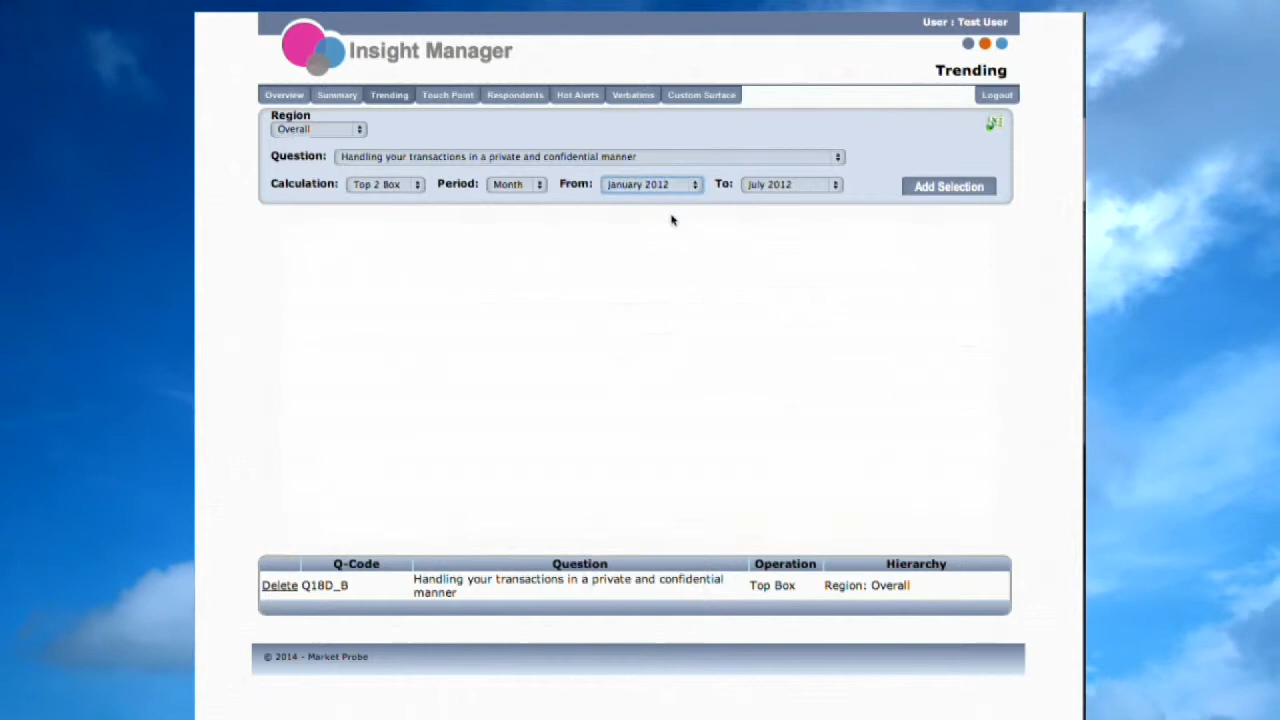 User : Test User
Insight Manager
Trending
Overview Summary Trending Touch Point Respondents Hot Alerts Verbatims Custom Surface Logout
Region
Overall
Question: Handling your transactions in a private and confidential manner
Calculation: Top 2 Box Period: Month From: January 2012 To: July 2012 Add Selection
Q-Code Question Operation Hierarchy
Delete Q18D_B Handling your transactions in a private and confidential Top Box Region: Overall
manner
© 2014 - Market Probe